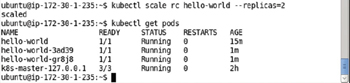 ubuntu@ip-172-30-1-235:~$ kubectl scale rc hello-world --replicas=2
scaled
ubuntu@ip-172-30-1-235:~$ kubectl get pods
NAME READY STATUS RESTARTS AGE
hello-world 1/1 Running 0 15m
hello-world-3ad39 1/1 Running 0 1m
hello-world-gr8j8 1/1 Running 0 1m
k8s-master-127.0.0.1 3/3 Running 0 2h
ubuntu@ip-172-30-1-235:~$